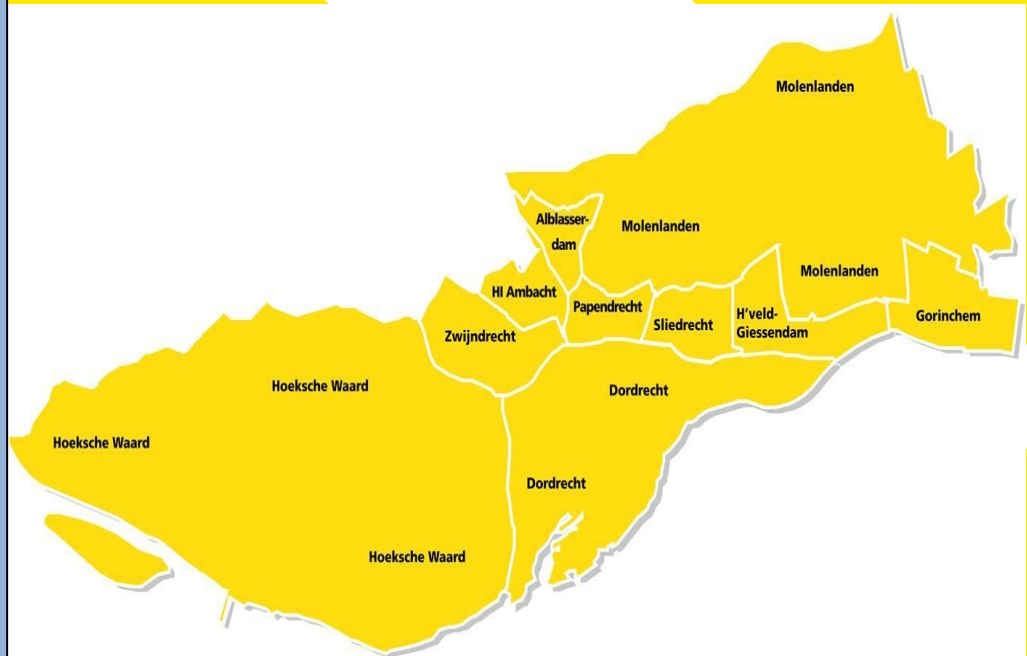 Molenlanden
Alblasser-
dam
Molenlanden
Molenlanden
Hl Ambacht
Papendrecht
Sliedrecht
H'veld-
Giessendam
Gorinchem
Zwijndrecht
Hoeksche Waard
Dordrecht
Hoeksche Waard
Dordrecht
Hoeksche Waard